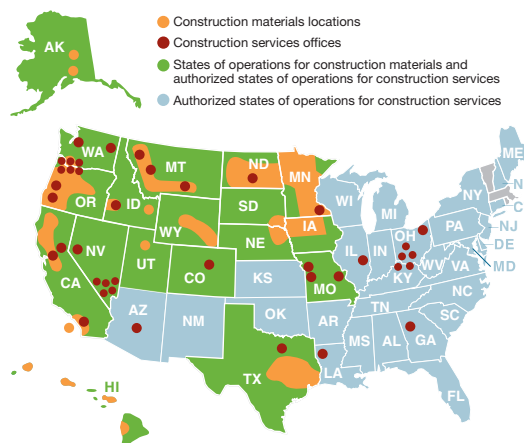 Construction materials locations
Construction services offices
States of operations for construction materials and
authorized states of operations for construction services
Authorized states of operations for construction services
AK
WA
MT
ND
MN
ME
OR
ID
SD
WI
MI
NY
N
C
WY
IA
PA
NJ
NE
OH
DE
NV
UT
IL
IN
WV
MD
CA
CO
KS
MO
KY
VA
NC
AZ
NM
OK
AR
TN
SC
MS
AL
GA
TX
LA
FL
HI